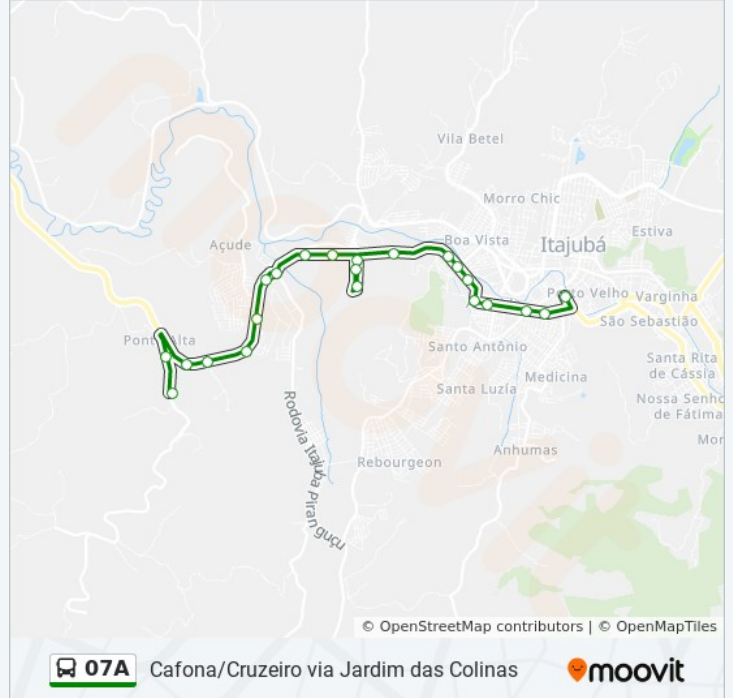 Vila Betel
Morro Chic
Estiva
Boa Vista
Itajubá
Açude
Porto Velho
Varginha
São Sebastião
Ponte Alta
Santo Antônio
Santa Rita
de Cássia
Medicina
Santa Luzia
Nossa Senho
de Fátima
Mor
Rodovia Itajubá Piranguçu
Anhumas
Rebourgeon
© OpenStreetMap contributors | © OpenMapTiles
07A Cafona/Cruzeiro via Jardim das Colinas moovit